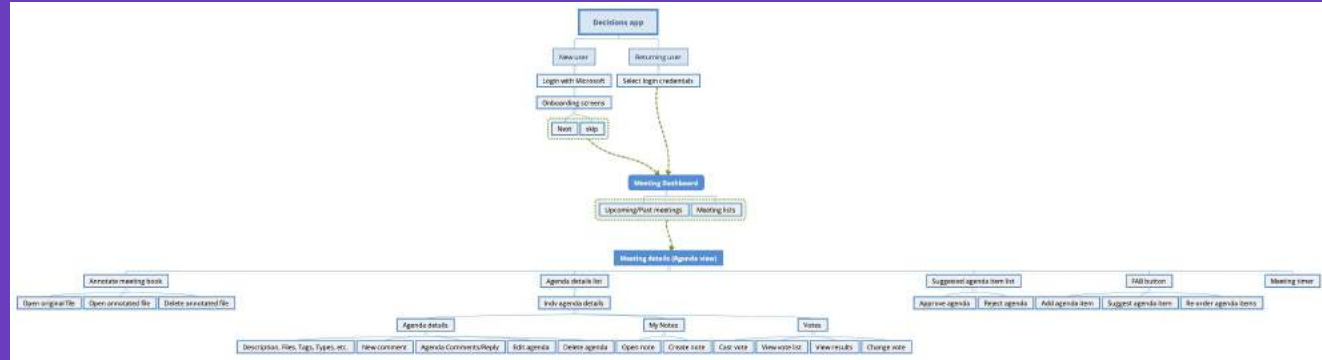 Decisions app
New user
Returning user
Login with Microsoft
Select login credentials
Onboarding screens
Next
skip
Meeting Dashboard
Upcoming/Past meetings
Meeting lists
Meeting details (Agenda view)
Annotate meeting book
Agenda details list
Suggested agenda item list
FAB button
Meeting timer
Open original file
Open annotated file
Delete annotated file
Indv agenda details
Approve agenda
Reject agenda
Add agenda item
Suggest agenda item
Re-order agenda items
Agenda details
My Notes
Votes
Description, Files, Tags, Types, etc.
New comment
Agenda Comments/Reply
Edit agenda
Delete agenda
Open note
Create note
Cast vote
View vote list
View results
Change vote